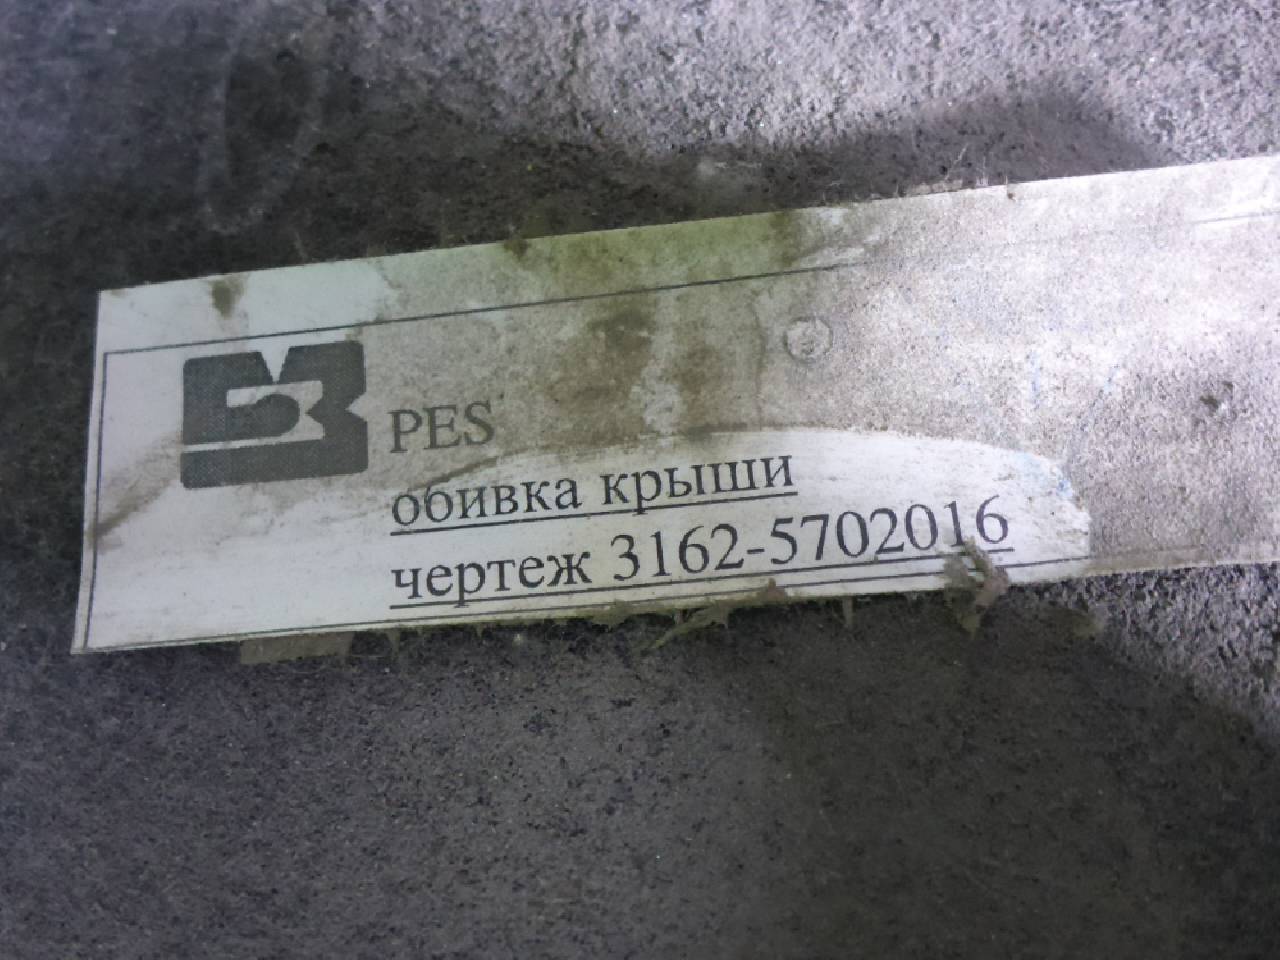 PES
обивка крыши
чертеж 3162-5702016